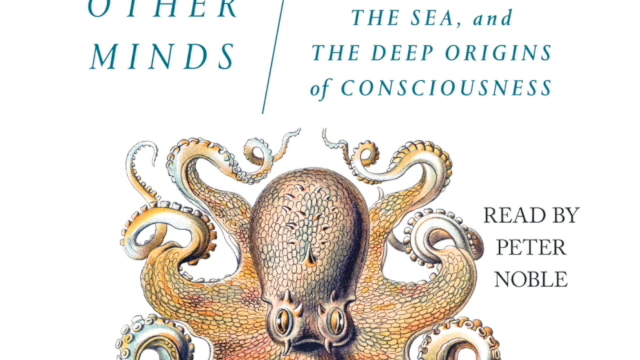 OTHER
MINDS
THE SEA, and
THE DEEP ORIGINS
of CONSCIOUSNESS
READ BY
PETER
NOBLE